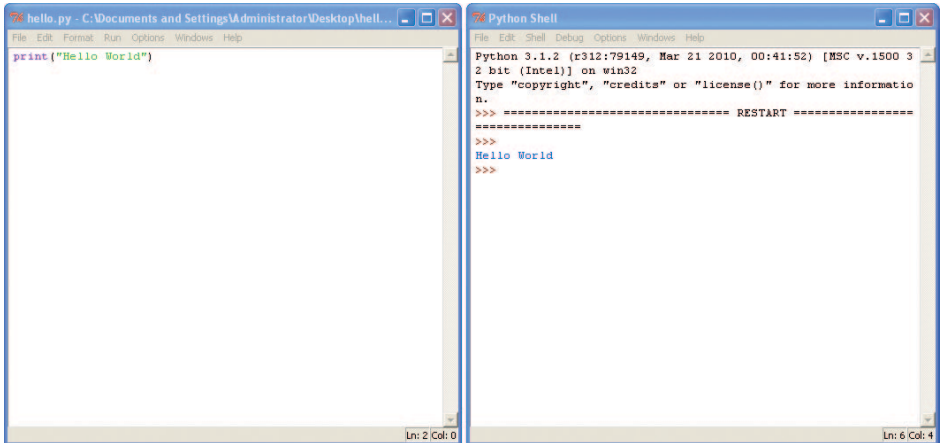 hello.py - C:\Documents and Settings\Administrator\Desktop\hell...
File Edit Format Run Options Windows Help
print("Hello World")
Ln: 2 Col: 0
Python Shell
File Edit Shell Debug Options Windows Help
Python 3.1.2 (r312:79149, Mar 21 2010, 00:41:52) [MSC v.1500 3
2 bit (Intel)] on win32
Type "copyright", "credits" or "license()" for more informatio
n.
>>> ================================ RESTART =================
===============
>>>
Hello World
>>>
Ln: 6 Col: 4